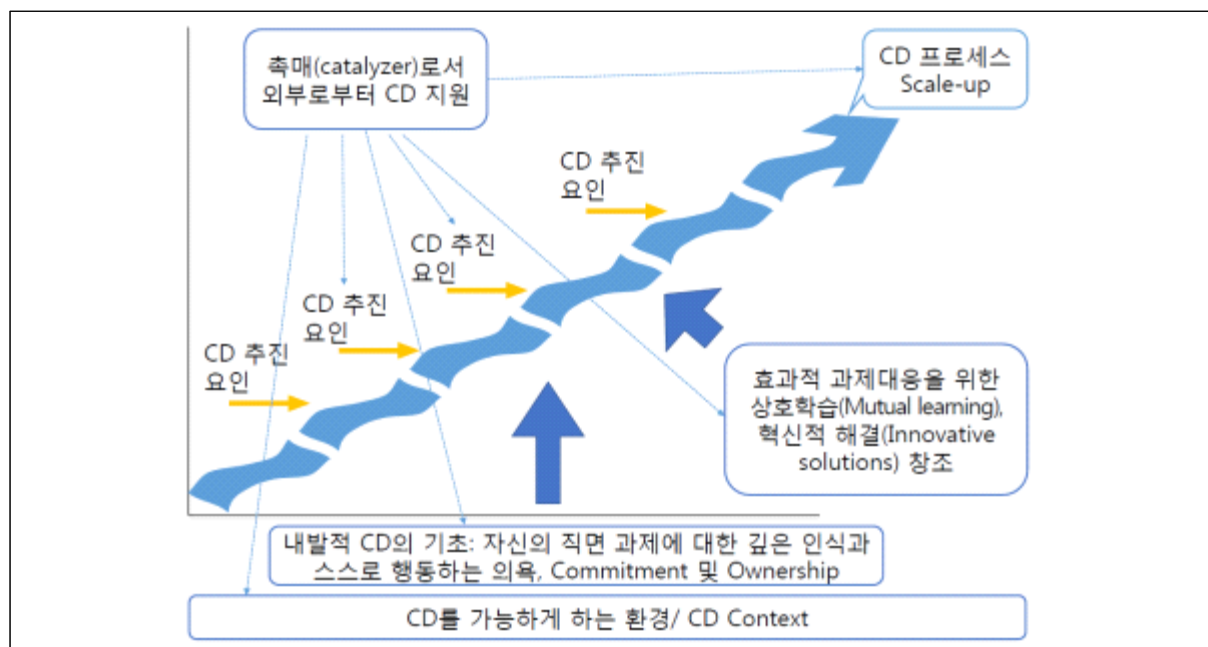 촉매(catalyzer)로서
외부로부터 CD 지원
CD 프로세스
Scale-up
CD 추진
요인
CD 추진
요인
CD 추진
요인
CD 추진
요인
효과적 과제대응을 위한
상호학습(Mutual learning),
혁신적 해결(Innovative
solutions) 창조
내발적 CD의 기초: 자신의 직면 과제에 대한 깊은 인식과
스스로 행동하는 의욕, Commitment 및 Ownership
CD를 가능하게 하는 환경/ CD Context